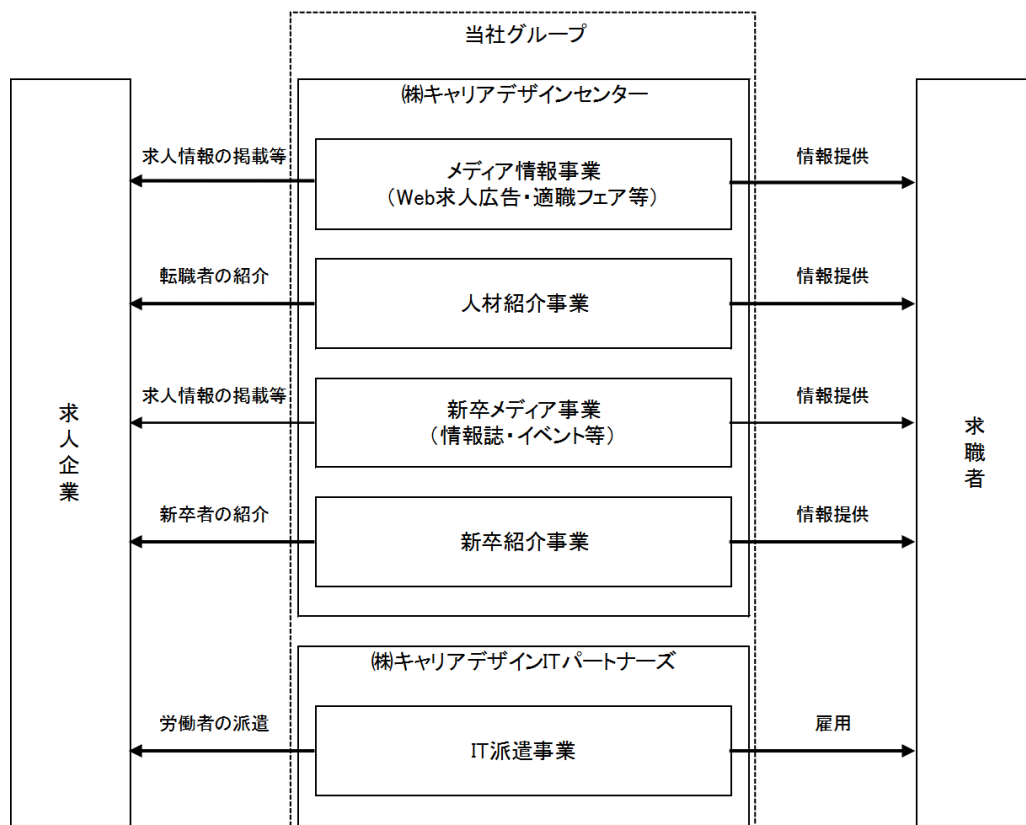 当社グループ
㈱キャリアデザインセンター
求人情報の掲載等
メディア情報事業
（Web求人広告・適職フェア等）
情報提供
転職者の紹介
人材紹介事業
情報提供
求人情報の掲載等
新卒メディア事業
（情報誌・イベント等）
情報提供
求人企業
求職者
新卒者の紹介
新卒紹介事業
情報提供
㈱キャリアデザインITパートナーズ
労働者の派遣
IT派遣事業
雇用